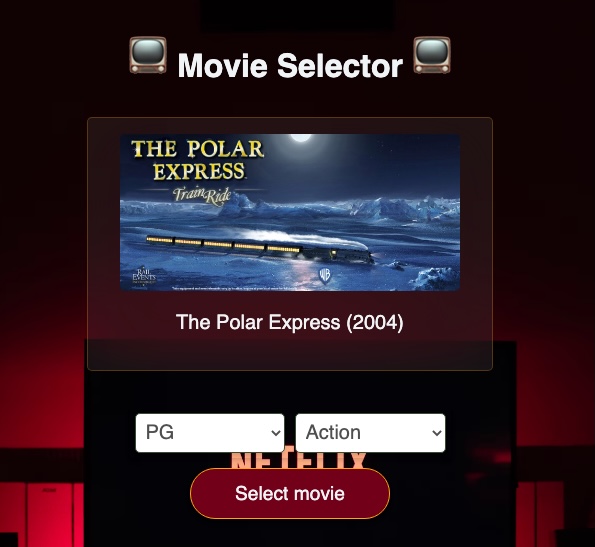 Movie Selector
THE POLAR
EXPRESS
Train Ride
RAIL
EVENTS
WB
The Polar Express (2004)
PG
Action
NETFLIX
Select movie